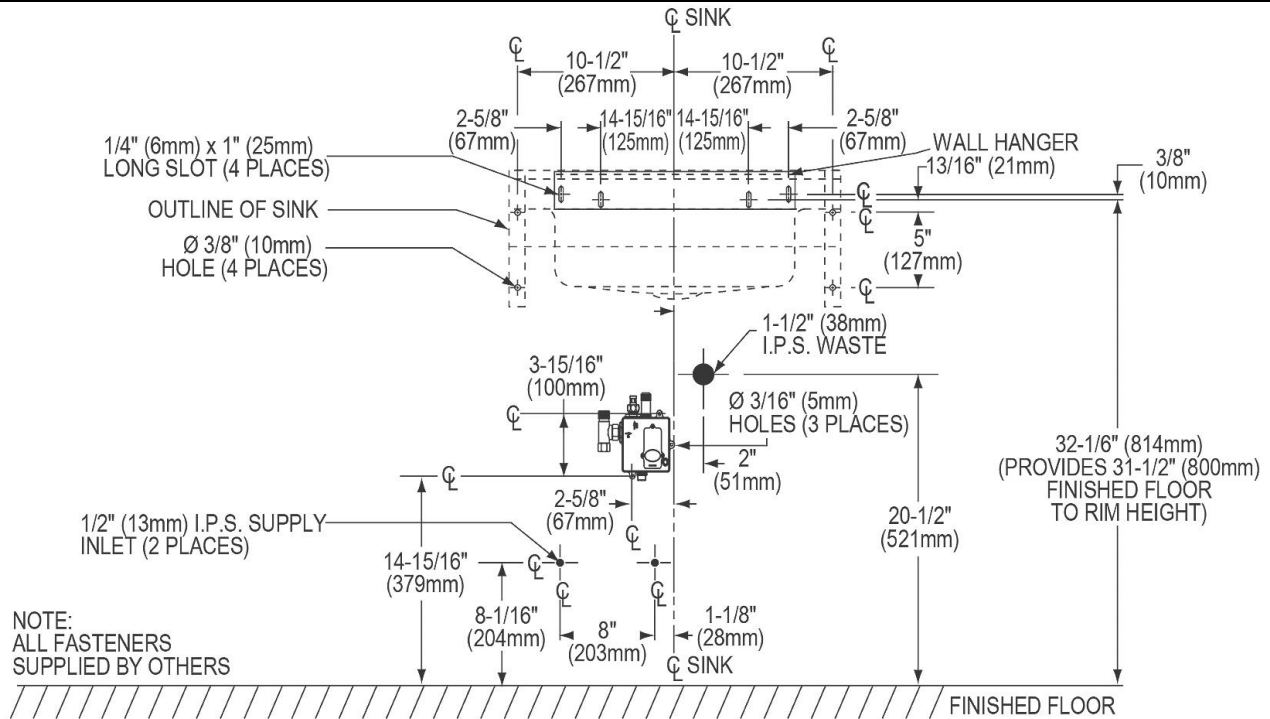 ℄ SINK
℄
℄
10-1/2"
(267mm)
10-1/2"
(267mm)
2-5/8"
(67mm)
14-15/16"
(125mm)
14-15/16"
(125mm)
2-5/8"
(67mm)
1/4" (6mm) x 1" (25mm)
LONG SLOT (4 PLACES)
WALL HANGER
13/16" (21mm)
3/8"
(10mm)
℄
℄
OUTLINE OF SINK
Ø 3/8" (10mm)
HOLE (4 PLACES)
5"
(127mm)
℄
1-1/2" (38mm)
I.P.S. WASTE
3-15/16"
(100mm)
℄
Ø 3/16" (5mm)
HOLES (3 PLACES)
32-1/6" (814mm)
(PROVIDES 31-1/2" (800mm)
FINISHED FLOOR
TO RIM HEIGHT)
℄
2"
(51mm)
2-5/8"
(67mm)
℄
20-1/2"
(521mm)
1/2" (13mm) I.P.S. SUPPLY
INLET (2 PLACES)
14-15/16"
(379mm)
℄
℄
℄
8-1/16"
(204mm)
8"
(203mm)
1-1/8"
(28mm)
NOTE:
ALL FASTENERS
SUPPLIED BY OTHERS
℄ SINK
FINISHED FLOOR